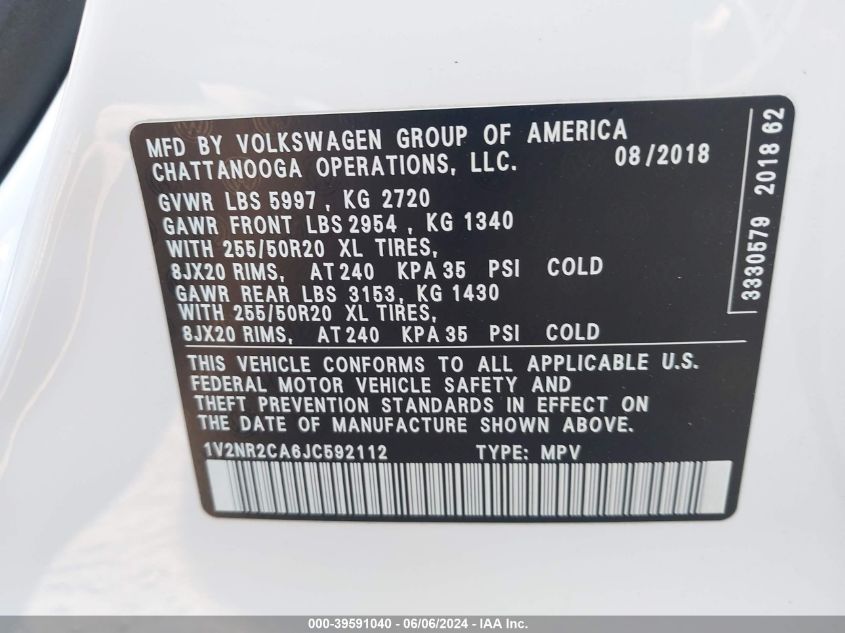 MFD BY VOLKSWAGEN GROUP OF AMERICA
CHATTANOOGA OPERATIONS, LLC. 08/2018
GVWR LBS 5997 , KG 2720
GAWR FRONT LBS 2954 , KG 1340
WITH 255/50R20 XL TIRES,
8JX20 RIMS, AT 240 KPA 35 PSI COLD
GAWR REAR LBS 3153, KG 1430
WITH 255/50R20 XL TIRES,
8JX20 RIMS, AT 240 KPA 35 PSI COLD
THIS VEHICLE CONFORMS TO ALL APPLICABLE U.S.
FEDERAL MOTOR VEHICLE SAFETY AND
THEFT PREVENTION STANDARDS IN EFFECT ON
THE DATE OF MANUFACTURE SHOWN ABOVE.
1V2NR2CA6JC592112 TYPE: MPV
3330579 2018 62
000-39591040 - 06/06/2024 - IAA Inc.